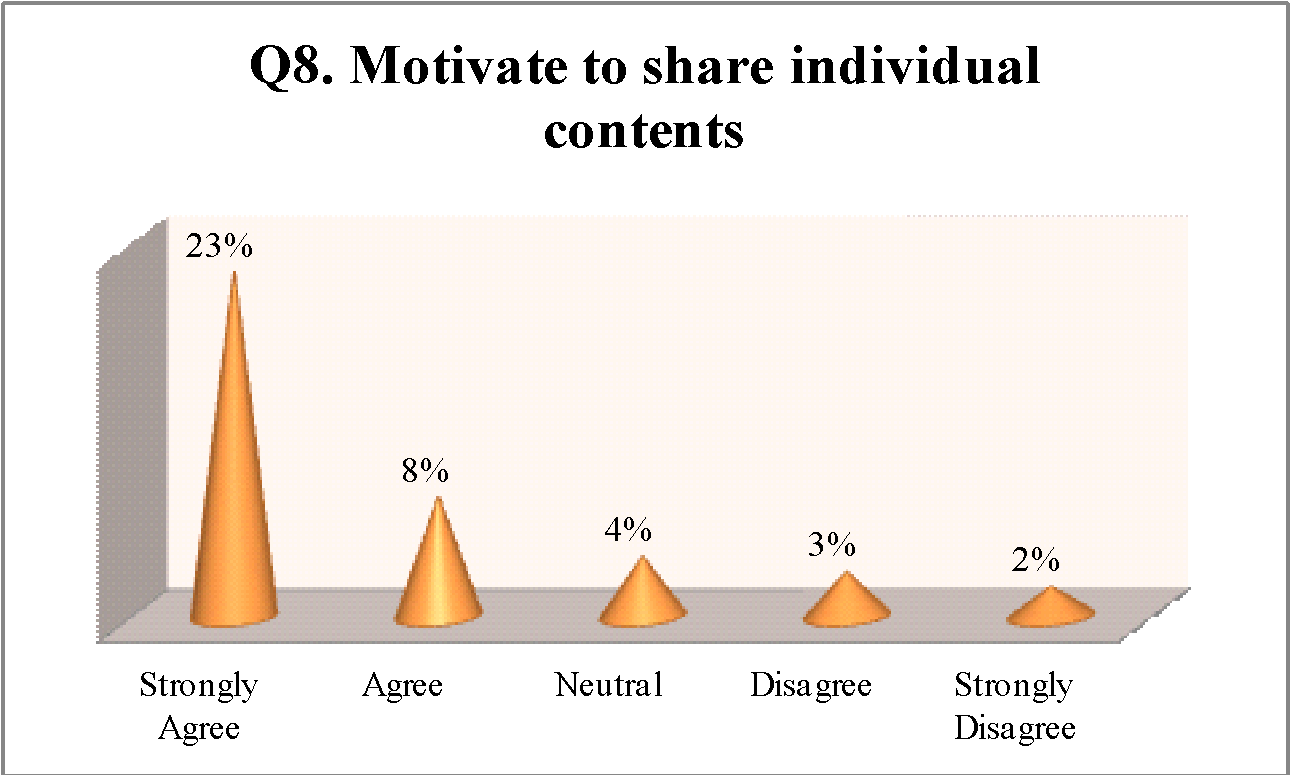 Q8. Motivate to share individual
contents
23%
8%
4%
3%
2%
Strongly
Agree
Agree
Neutral
Disagree
Strongly
Disagree